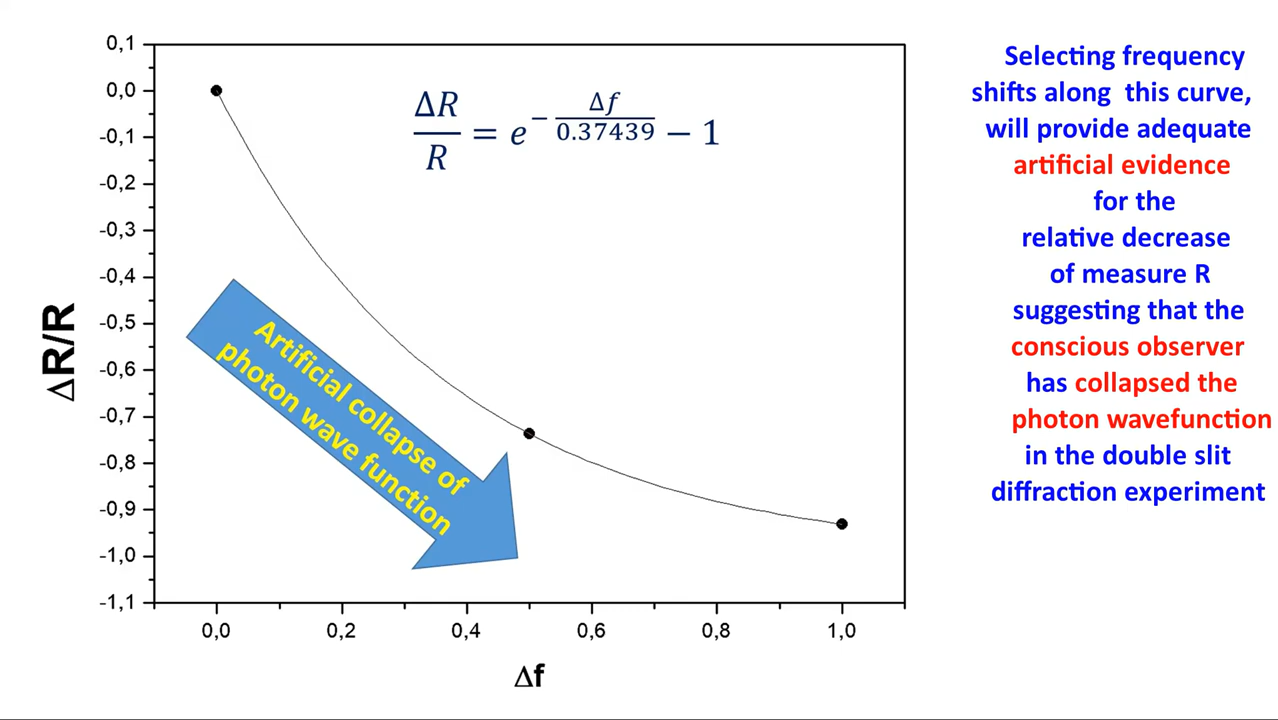 0,1
0,0
-0,1
-0,2
-0,3
-0,4
-0,5
-0,6
-0,7
-0,8
-0,9
-1,0
-1,1
ΔR/R
ΔR/R = e^(-Δf/0.37439) - 1
Artificial collapse of
photon wave function
0,0 0,2 0,4 0,6 0,8 1,0
Δf
Selecting frequency
shifts along this curve,
will provide adequate
artificial evidence
for the
relative decrease
of measure R
suggesting that the
conscious observer
has collapsed the
photon wavefunction
in the double slit
diffraction experiment